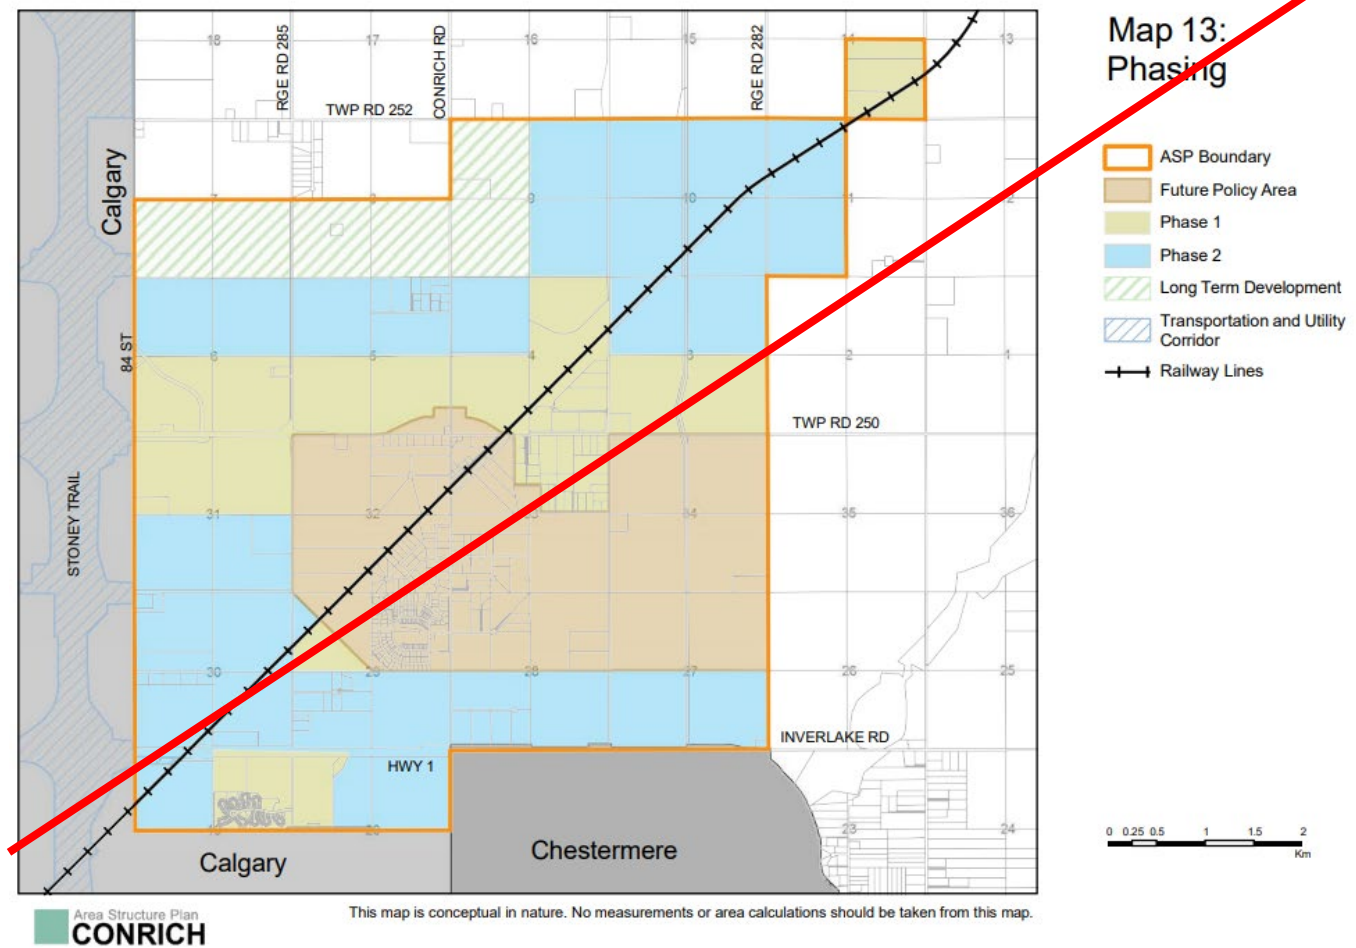 Map 13:
Phasing
18
17
16
15
14
13
RGE RD 285
CONRICH RD
RGE RD 282
TWP RD 252
Calgary
7
8
9
10
11
12
84 ST
6
5
4
3
2
1
TWP RD 250
STONEY TRAIL
31
32
33
34
35
36
30
29
28
27
26
25
INVERLAKE RD
HWY 1
19
20
23
24
Calgary
Chestermere
ASP Boundary
Future Policy Area
Phase 1
Phase 2
Long Term Development
Transportation and Utility
Corridor
Railway Lines
0 0.25 0.5 1 1.5 2
Km
Area Structure Plan
CONRICH
This map is conceptual in nature. No measurements or area calculations should be taken from this map.